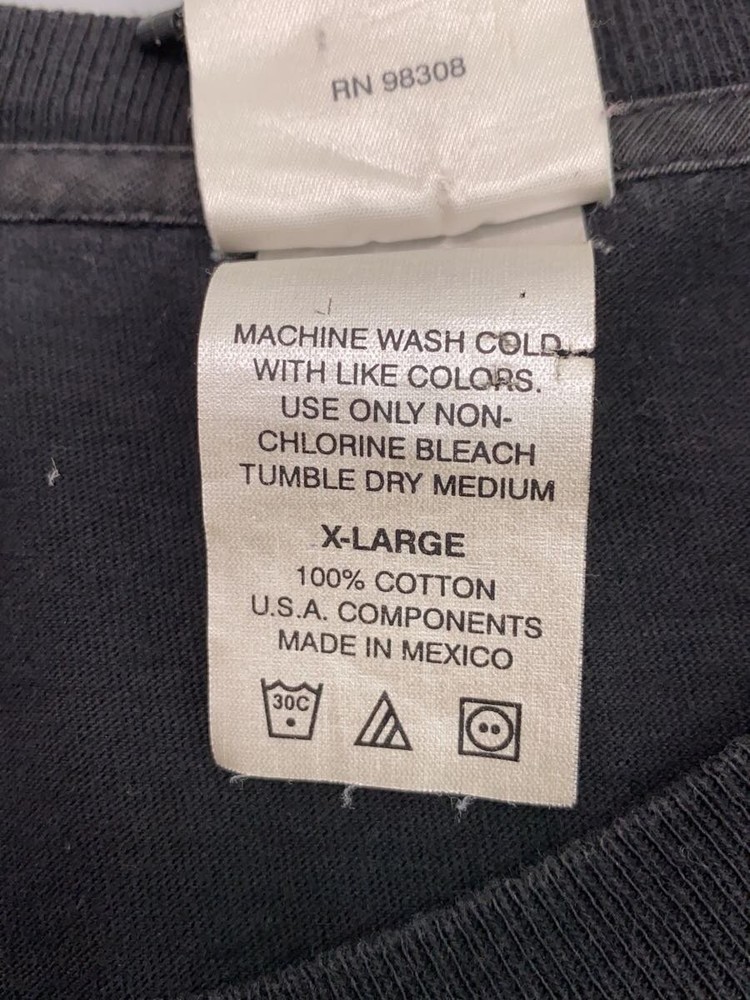 RN 98308
MACHINE WASH COLD
WITH LIKE COLORS.
USE ONLY NON-
CHLORINE BLEACH
TUMBLE DRY MEDIUM
X-LARGE
100% COTTON
U.S.A. COMPONENTS
MADE IN MEXICO
30C